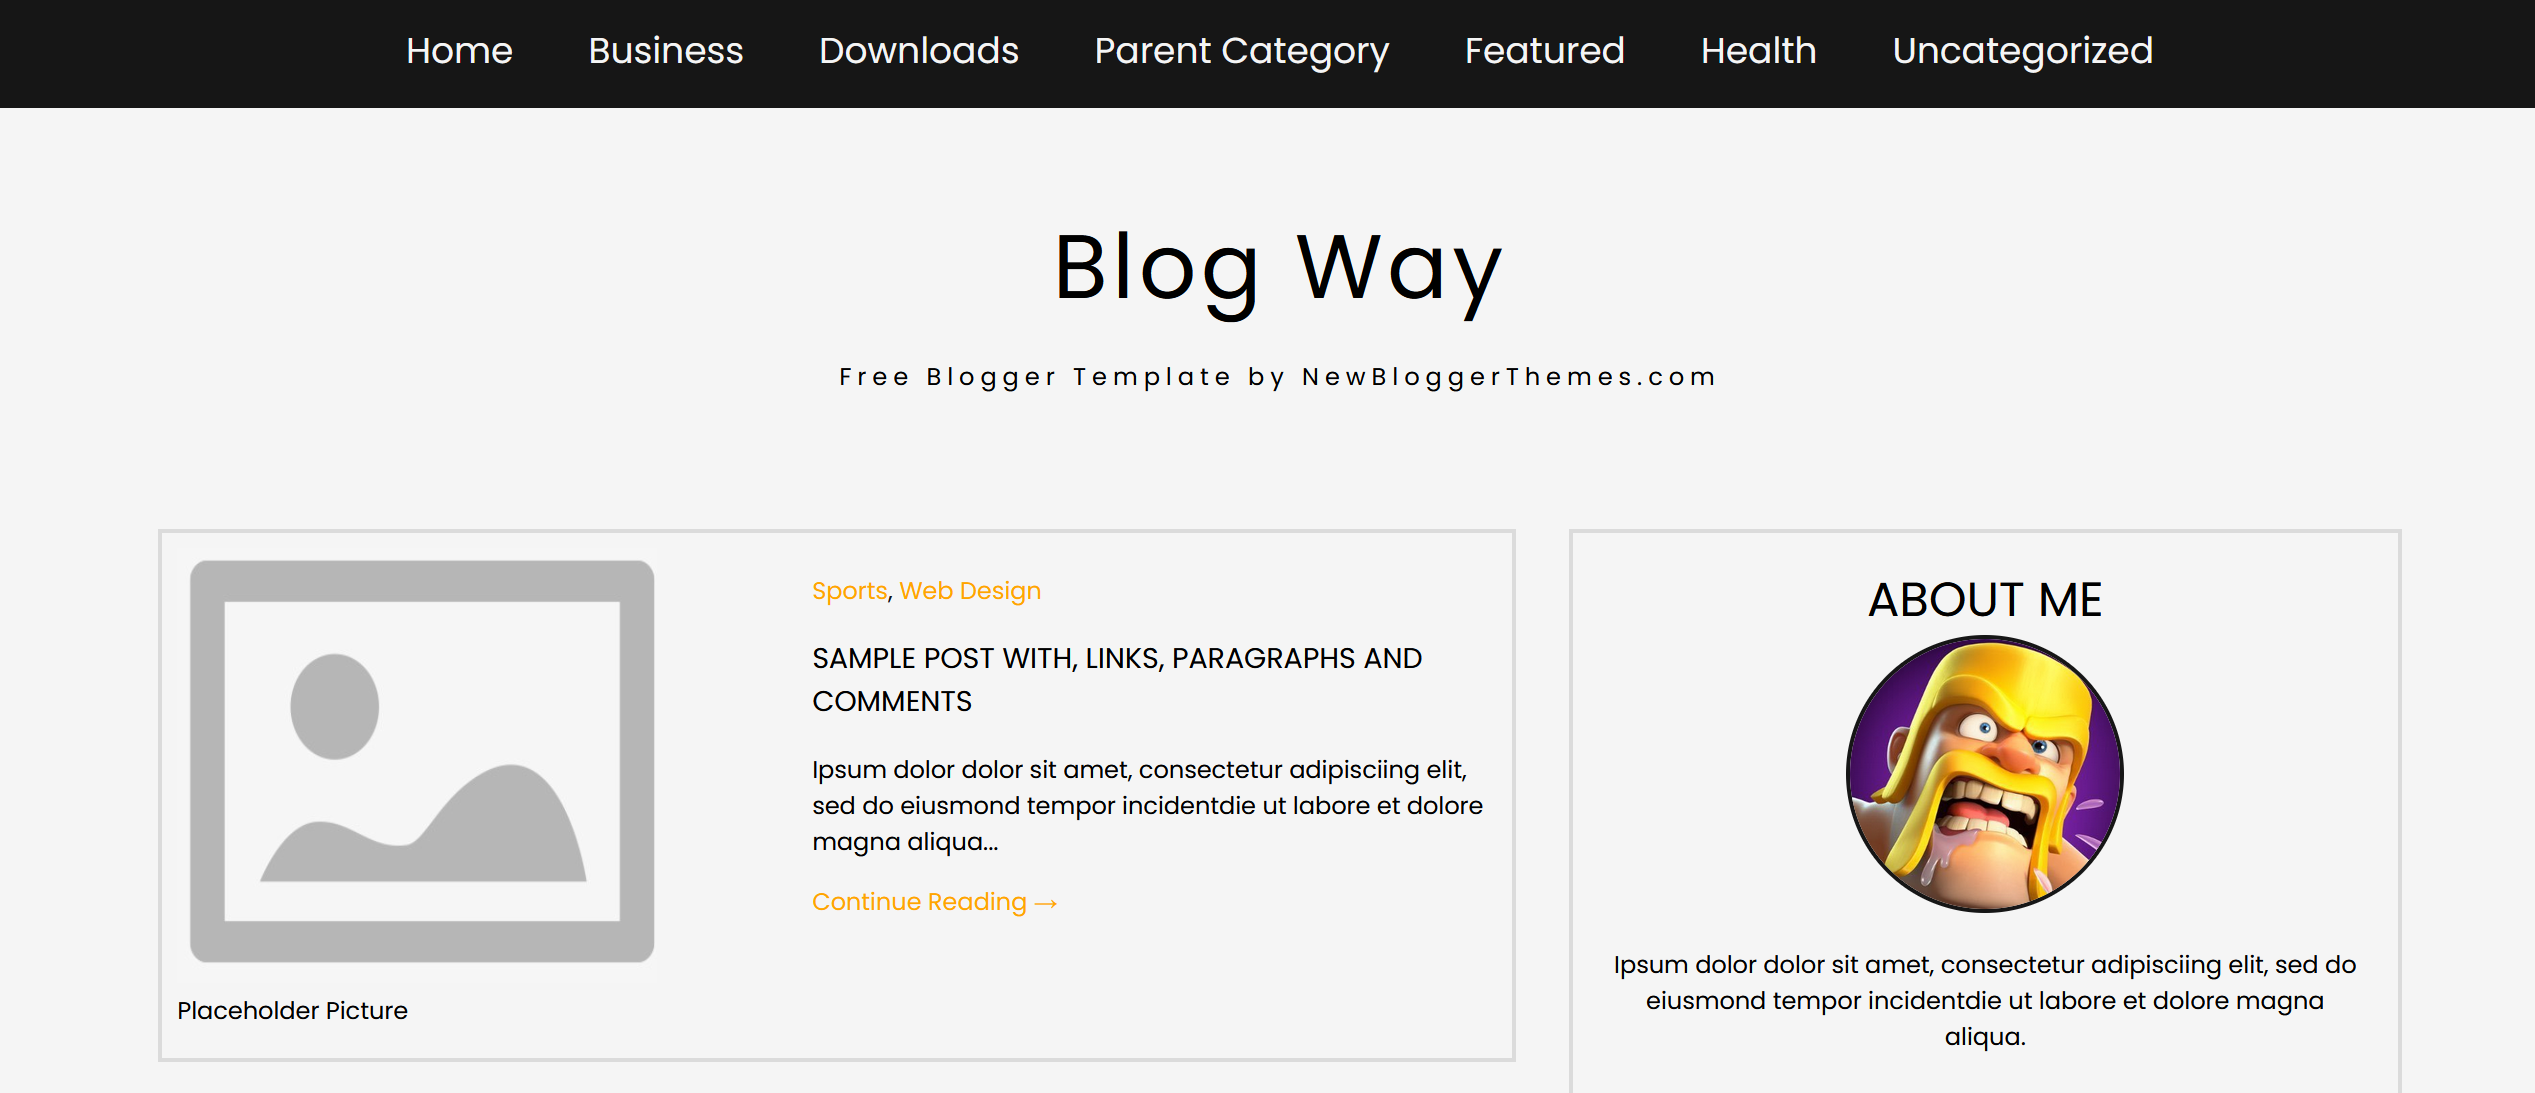 Home Business Downloads Parent Category Featured Health Uncategorized
Blog Way
Free Blogger Template by NewBloggerThemes.com
Sports, Web Design
SAMPLE POST WITH, LINKS, PARAGRAPHS AND
COMMENTS
Ipsum dolor dolor sit amet, consectetur adipisciing elit,
sed do eiusmond tempor incidentdie ut labore et dolore
magna aliqua...
Continue Reading →
Placeholder Picture
ABOUT ME
Ipsum dolor dolor sit amet, consectetur adipisciing elit, sed do
eiusmond tempor incidentdie ut labore et dolore magna
aliqua.